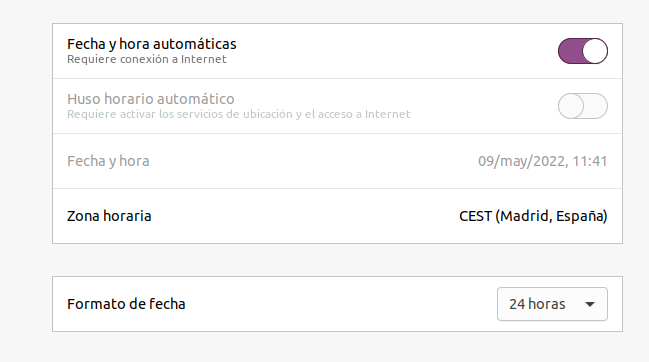 Fecha y hora automáticas
Requiere conexión a Internet
Huso horario automático
Requiere activar los servicios de ubicación y el acceso a Internet
Fecha y hora 09/may/2022, 11:41
Zona horaria CEST (Madrid, España)
Formato de fecha 24 horas